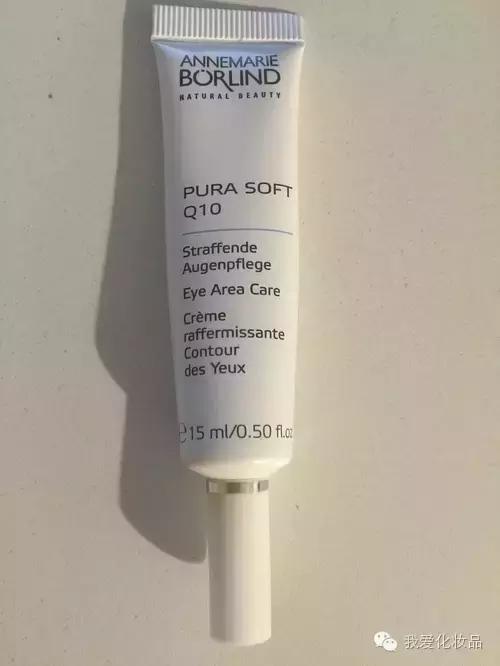 ANNEMARIE
BÖRLIND
NATURAL BEAUTY
PURA SOFT
Q10
Straffende
Augenpflege
Eye Area Care
Crème
raffermissante
Contour
des Yeux
℮15 ml/0.50 fl.oz
我爱化妆品